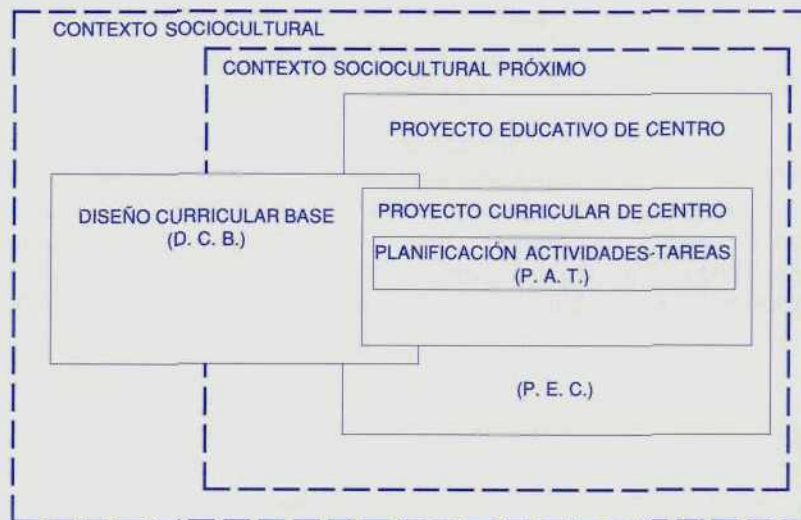 CONTEXTO SOCIOCULTURAL
CONTEXTO SOCIOCULTURAL PRÓXIMO
PROYECTO EDUCATIVO DE CENTRO
DISEÑO CURRICULAR BASE
(D. C. B.)
PROYECTO CURRICULAR DE CENTRO
PLANIFICACIÓN ACTIVIDADES-TAREAS
(P. A. T.)
(P. E. C.)